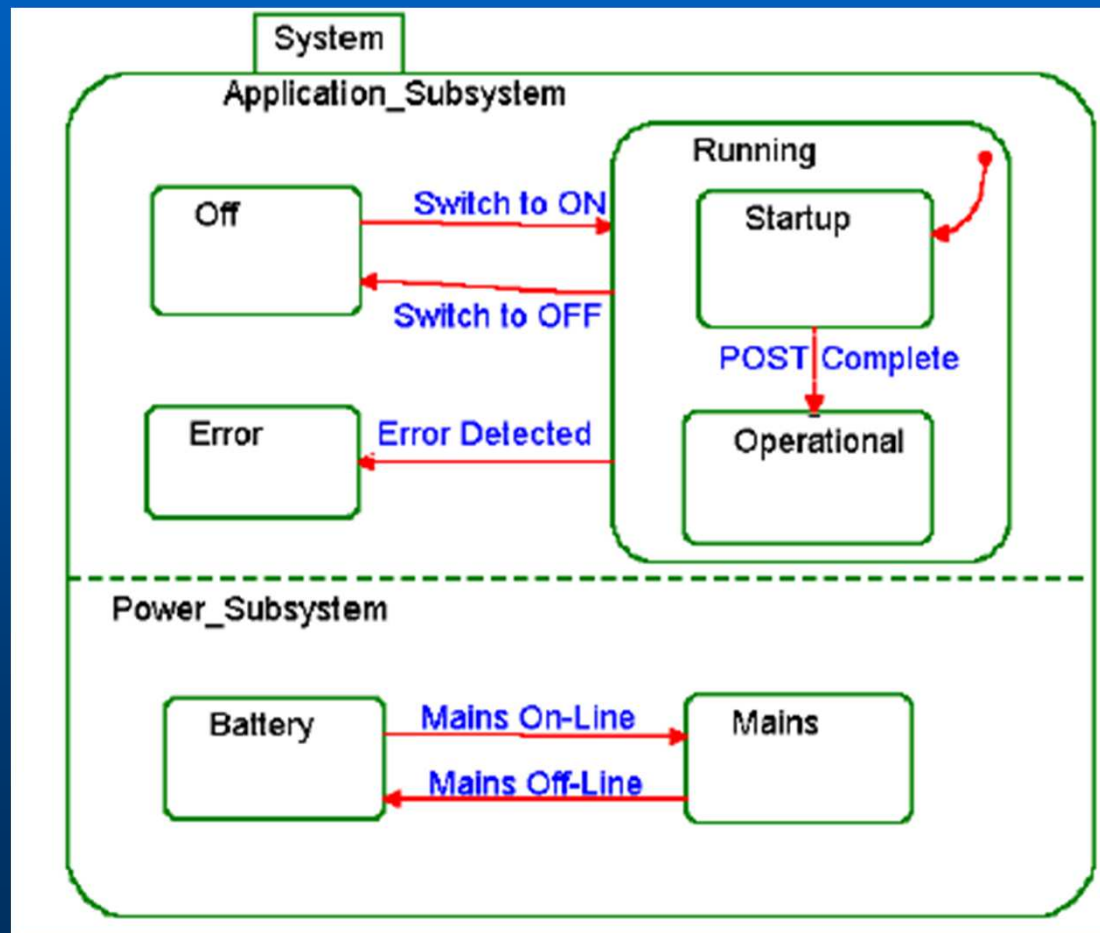 System
Application_Subsystem
Running
Off
Switch to ON
Startup
Switch to OFF
POST Complete
Error
Error Detected
Operational
Power_Subsystem
Battery
Mains On-Line
Mains
Mains Off-Line